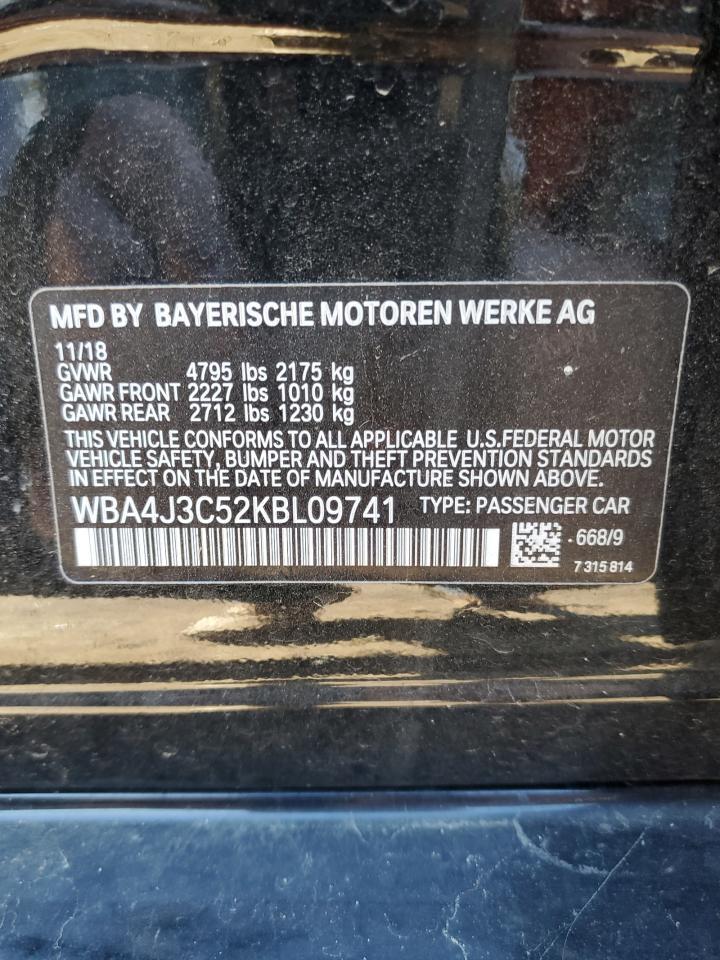 MFD BY BAYERISCHE MOTOREN WERKE AG
11/18
GVWR 4795 lbs 2175 kg
GAWR FRONT 2227 lbs 1010 kg
GAWR REAR 2712 lbs 1230 kg
THIS VEHICLE CONFORMS TO ALL APPLICABLE U.S.FEDERAL MOTOR
VEHICLE SAFETY, BUMPER AND THEFT PREVENTION STANDARDS
IN EFFECT ON THE DATE OF MANUFACTURE SHOWN ABOVE.
WBA4J3C52KBL09741 TYPE: PASSENGER CAR
668/9
7 315 814